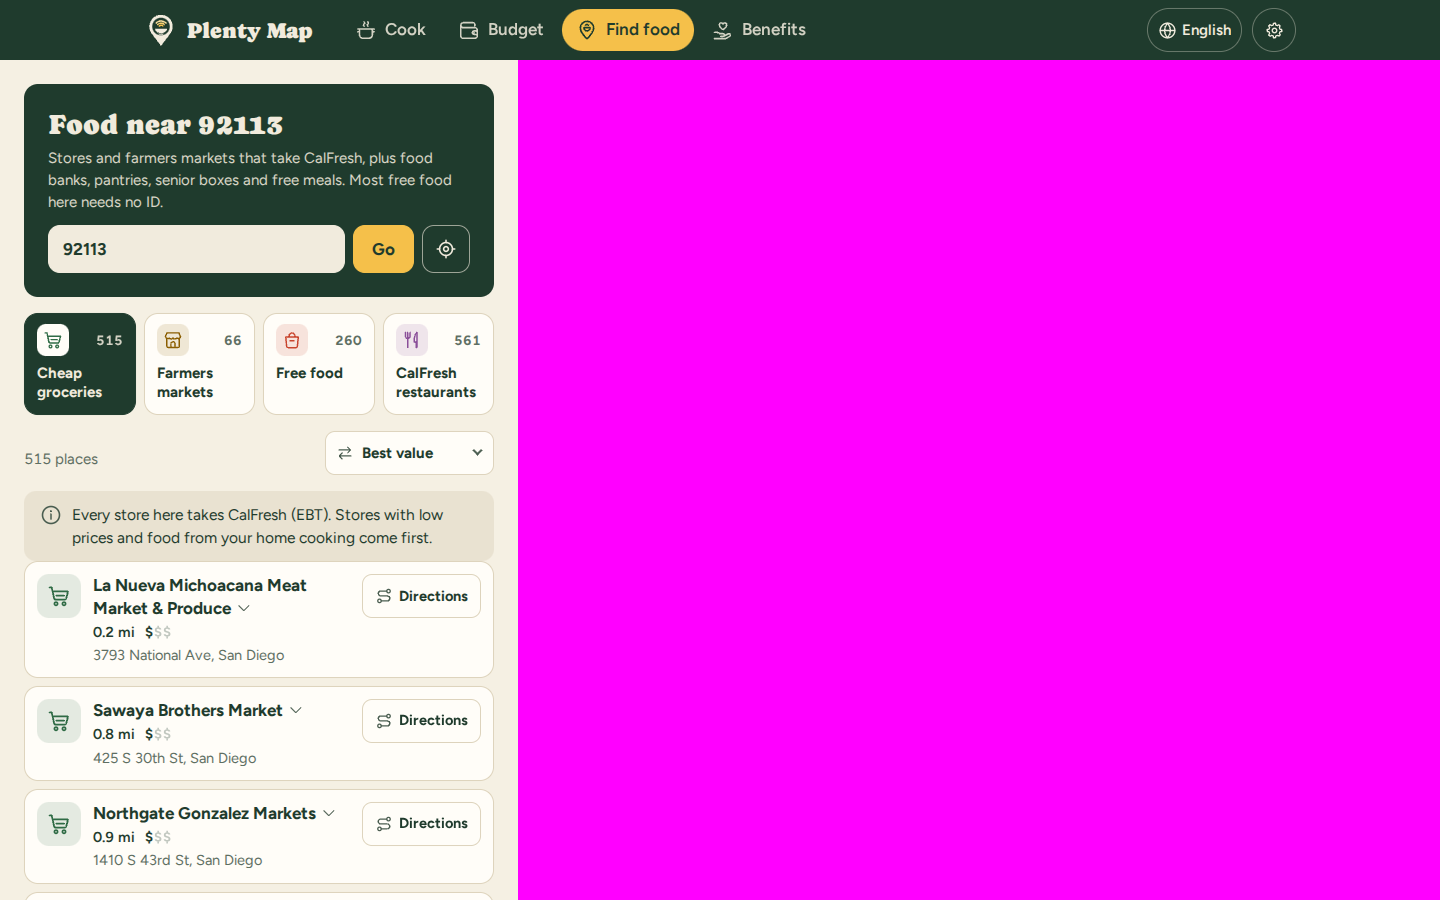 Plenty Map
Cook
Budget
Find food
Benefits
English
Food near 92113
Stores and farmers markets that take CalFresh, plus food
banks, pantries, senior boxes and free meals. Most free food
here needs no ID.
92113
Go
515
Cheap
groceries
66
Farmers
markets
260
Free food
561
CalFresh
restaurants
515 places
Best value
Every store here takes CalFresh (EBT). Stores with low
prices and food from your home cooking come first.
La Nueva Michoacana Meat
Market & Produce
Directions
0.2 mi $$$
3793 National Ave, San Diego
Sawaya Brothers Market
Directions
0.8 mi $$$
425 S 30th St, San Diego
Northgate Gonzalez Markets
Directions
0.9 mi $$$
1410 S 43rd St, San Diego